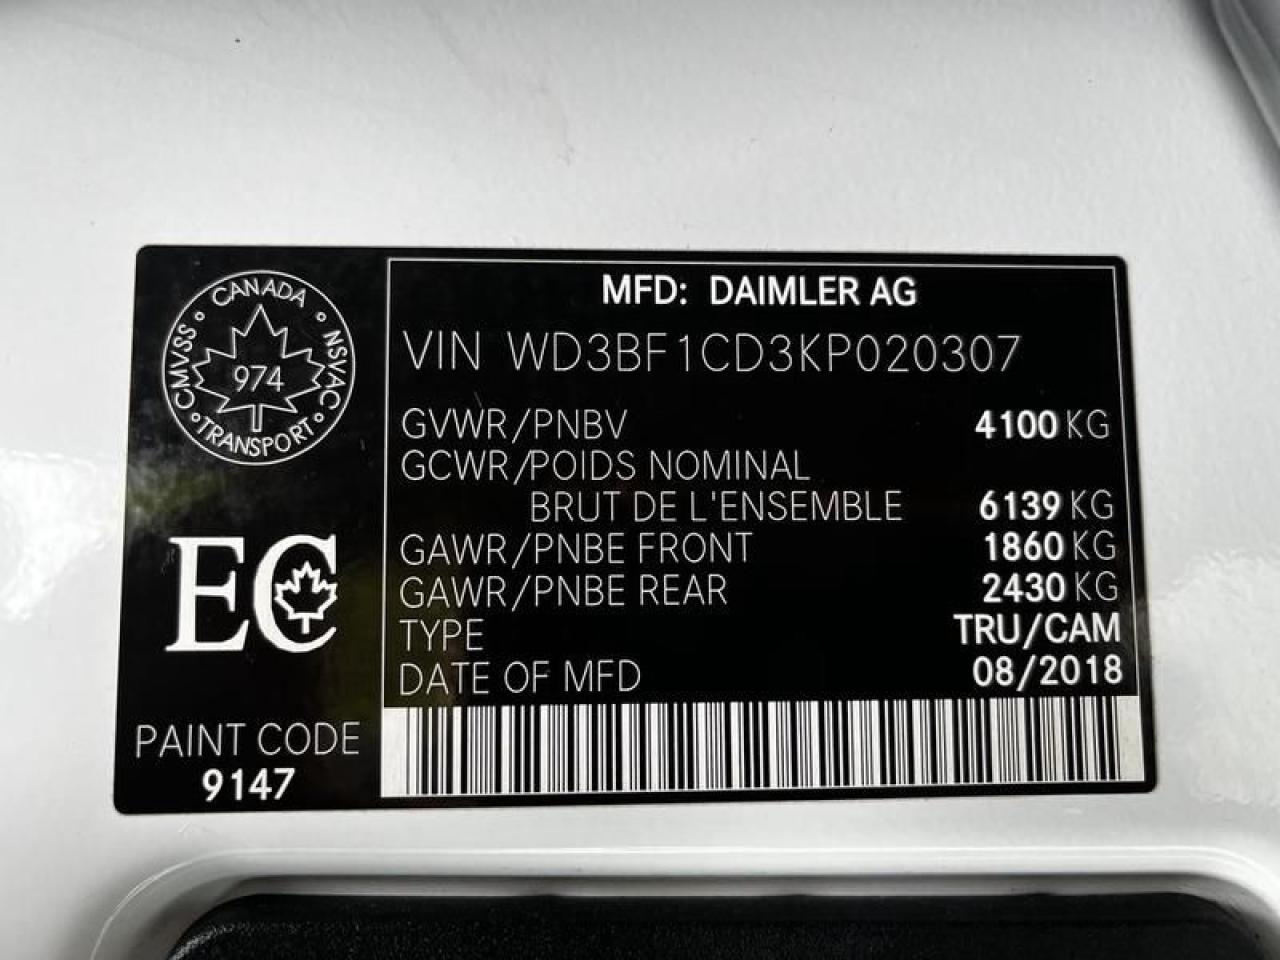 CANADA
CMVSS
NSVAC
974
TRANSPORT
EC
PAINT CODE
9147
MFD: DAIMLER AG
VIN WD3BF1CD3KP020307
GVWR/PNBV 4100 KG
GCWR/POIDS NOMINAL
BRUT DE L'ENSEMBLE 6139 KG
GAWR/PNBE FRONT 1860 KG
GAWR/PNBE REAR 2430 KG
TYPE TRU/CAM
DATE OF MFD 08/2018